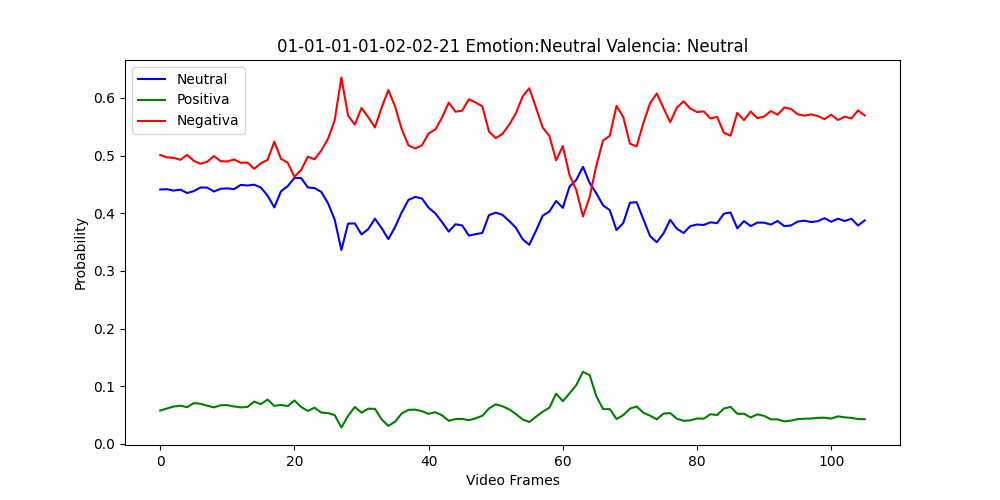 01-01-01-01-02-02-21 Emotion:Neutral Valencia: Neutral
Neutral
Positiva
Negativa
Probability
0.6
0.5
0.4
0.3
0.2
0.1
0.0
0 20 40 60 80 100
Video Frames